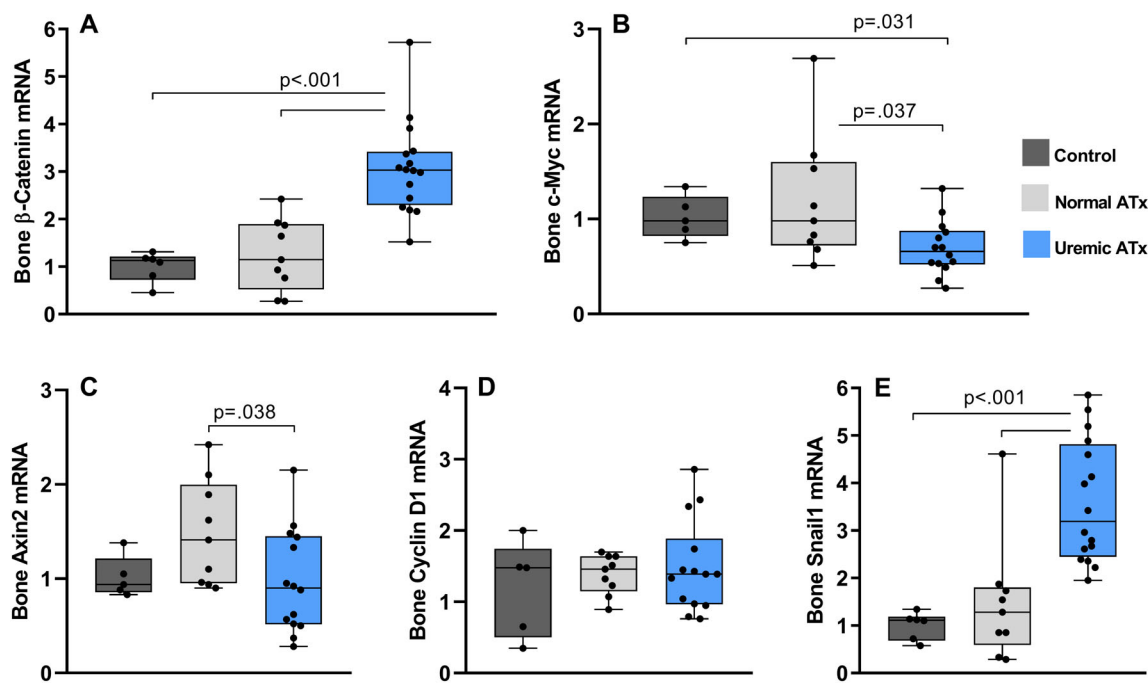 A
Bone β-Catenin mRNA
6
5
4
3
2
1
0
p<.001
B
Bone c-Myc mRNA
3
2
1
0
p=.031
p=.037
Control
Normal ATx
Uremic ATx
C
Bone Axin2 mRNA
3
2
1
0
p=.038
D
Bone Cyclin D1 mRNA
4
3
2
1
0
E
Bone Snail1 mRNA
6
5
4
3
2
1
0
p<.001